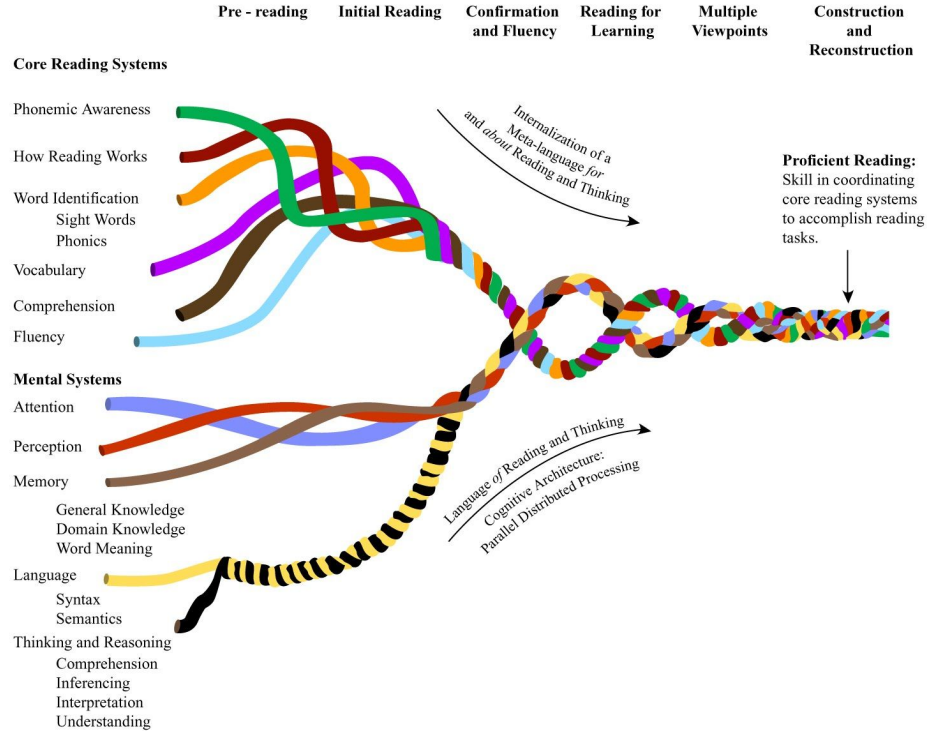 Pre - reading
Initial Reading
Confirmation
and Fluency
Reading for
Learning
Multiple
Viewpoints
Construction
and
Reconstruction
Core Reading Systems
Phonemic Awareness
How Reading Works
Word Identification
Sight Words
Phonics
Vocabulary
Comprehension
Fluency
Internalization of a
Meta-language for
and about Reading and Thinking
Proficient Reading:
Skill in coordinating
core reading systems
to accomplish reading
tasks.
Mental Systems
Attention
Perception
Memory
General Knowledge
Domain Knowledge
Word Meaning
Language
Syntax
Semantics
Thinking and Reasoning
Comprehension
Inferencing
Interpretation
Understanding
Language of Reading and Thinking
Cognitive Architecture:
Parallel Distributed Processing